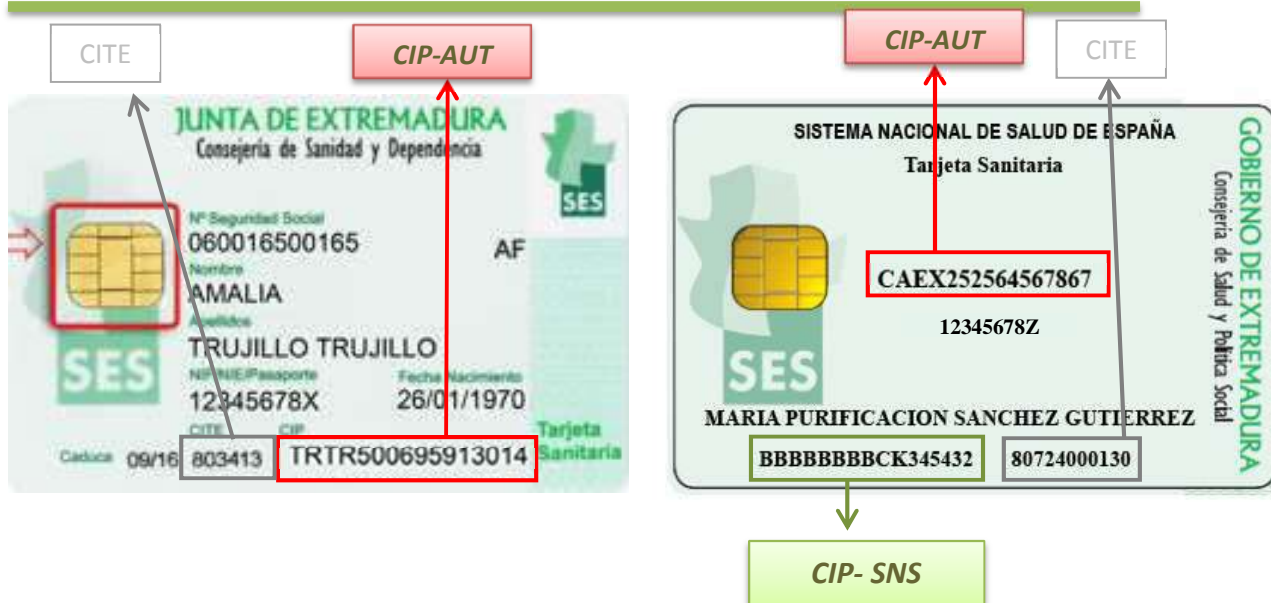 CITE
CIP-AUT
CIP-AUT
CITE
JUNTA DE EXTREMADURA
Consejería de Sanidad y Dependencia
SES
Nº Seguridad Social
060016500165
AF
Nombre
AMALIA
Apellidos
TRUJILLO TRUJILLO
NIF/NIE/Pasaporte Fecha Nacimiento
12345678X 26/01/1970
CITE CIP
Caduca 09/16 803413 TRTR500695913014
Tarjeta
Sanitaria
SES
SISTEMA NACIONAL DE SALUD DE ESPAÑA
Tarjeta Sanitaria
CAEX252564567867
12345678Z
SES
MARIA PURIFICACION SANCHEZ GUTIERREZ
BBBBBBBBCK345432 80724000130
GOBIERNO DE EXTREMADURA
Consejería de Salud y Política Social
CIP- SNS